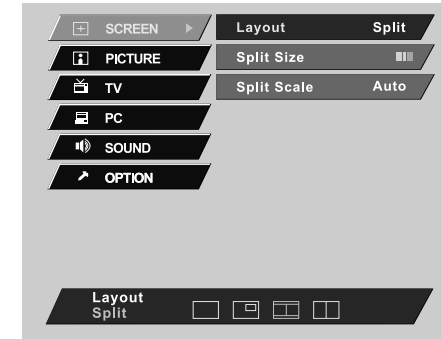 SCREEN
PICTURE
TV
PC
SOUND
OPTION
Layout Split
Split Size
Split Scale Auto
Layout
Split